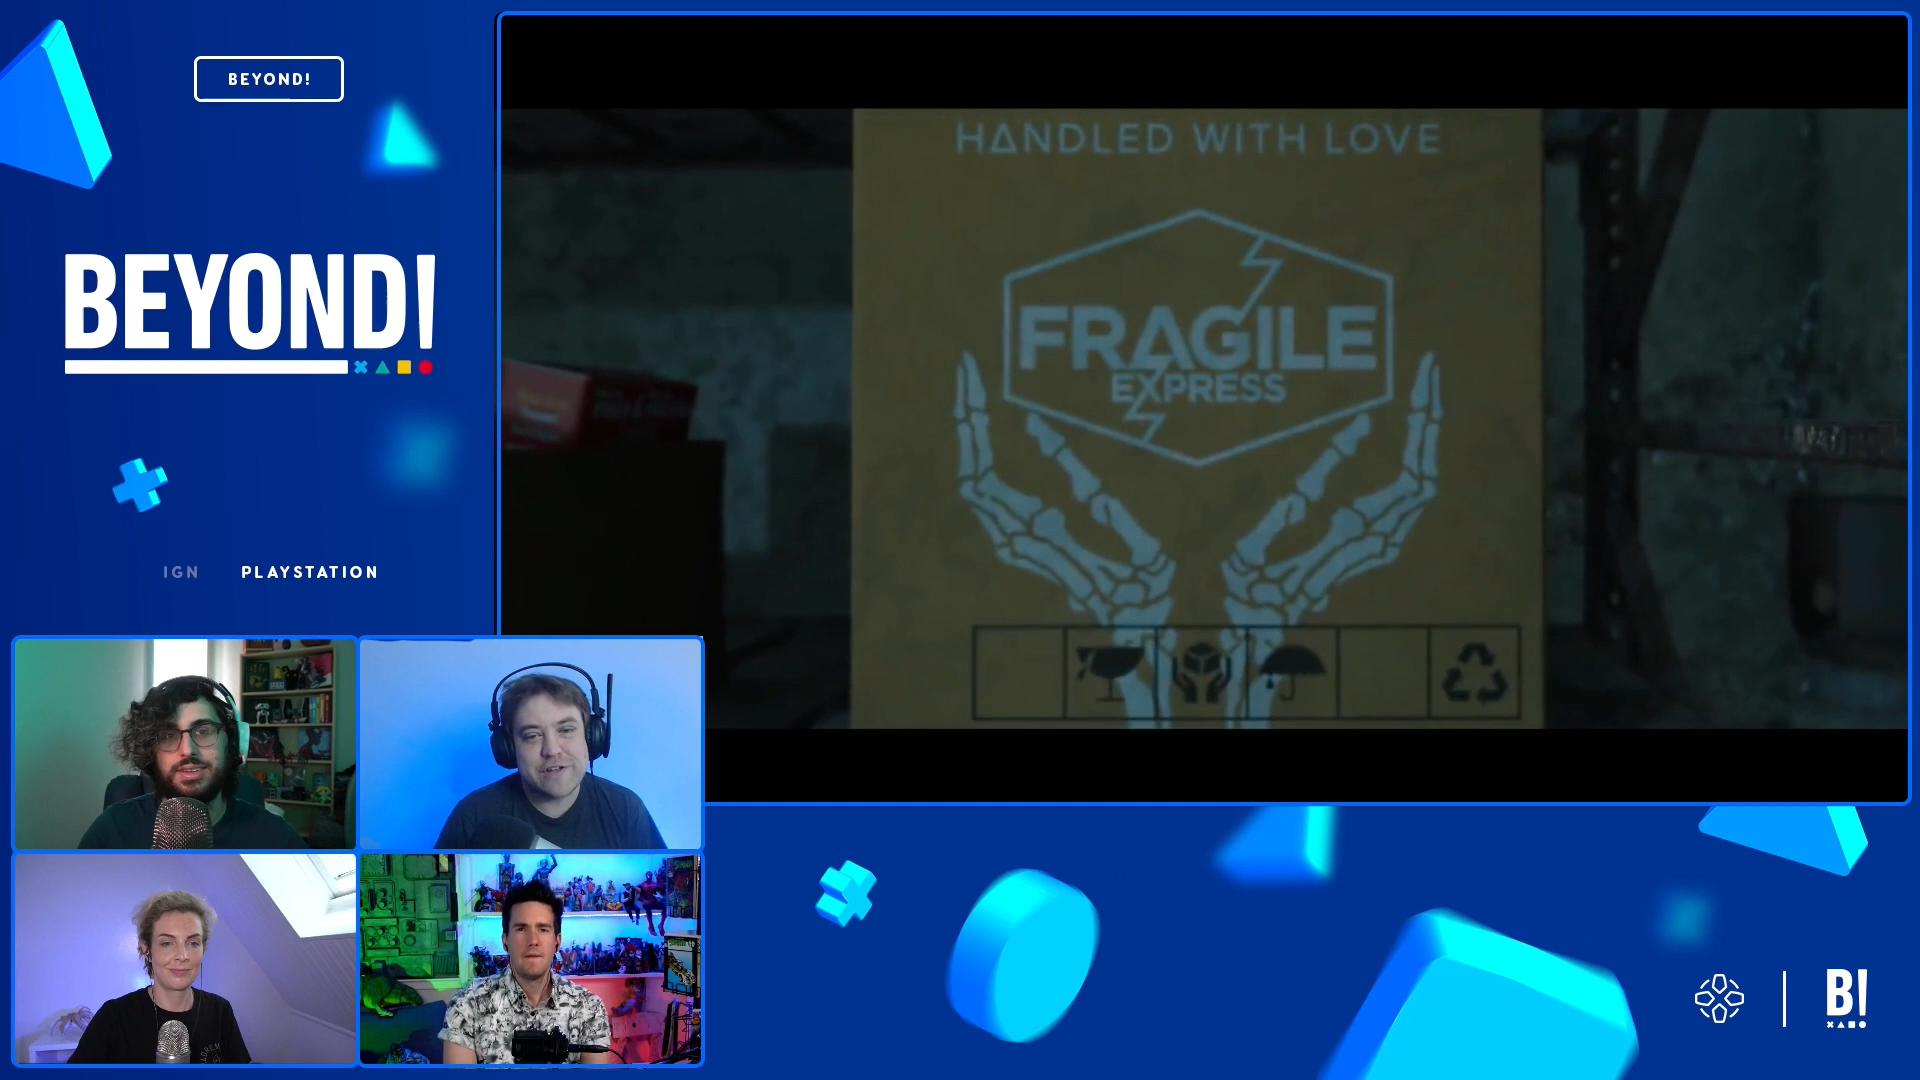 BEYOND!
BEYOND!
IGN PLAYSTATION
HANDLED WITH LOVE
FRAGILE
EXPRESS
B!